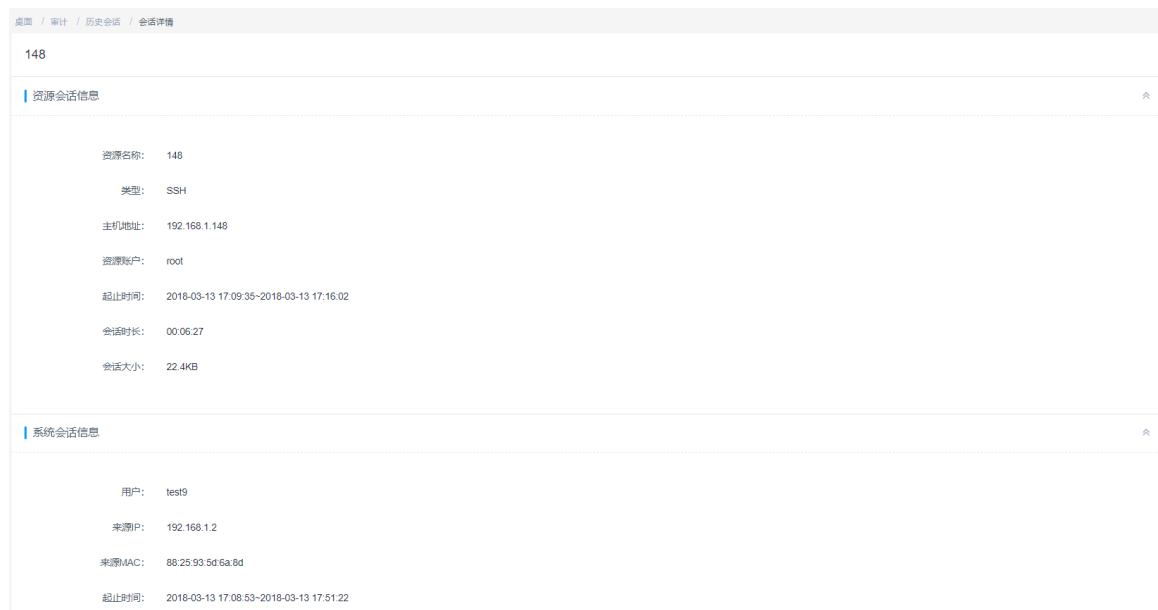 桌面 / 审计 / 历史会话 / 会话详情
148
资源会话信息
资源名称： 148
类型： SSH
主机地址： 192.168.1.148
资源账户： root
起止时间： 2018-03-13 17:09:35~2018-03-13 17:16:02
会话时长： 00:06:27
会话大小： 22.4KB
系统会话信息
用户： test9
来源IP： 192.168.1.2
来源MAC： 88:25:93:5d:6a:8d
起止时间： 2018-03-13 17:08:53~2018-03-13 17:51:22